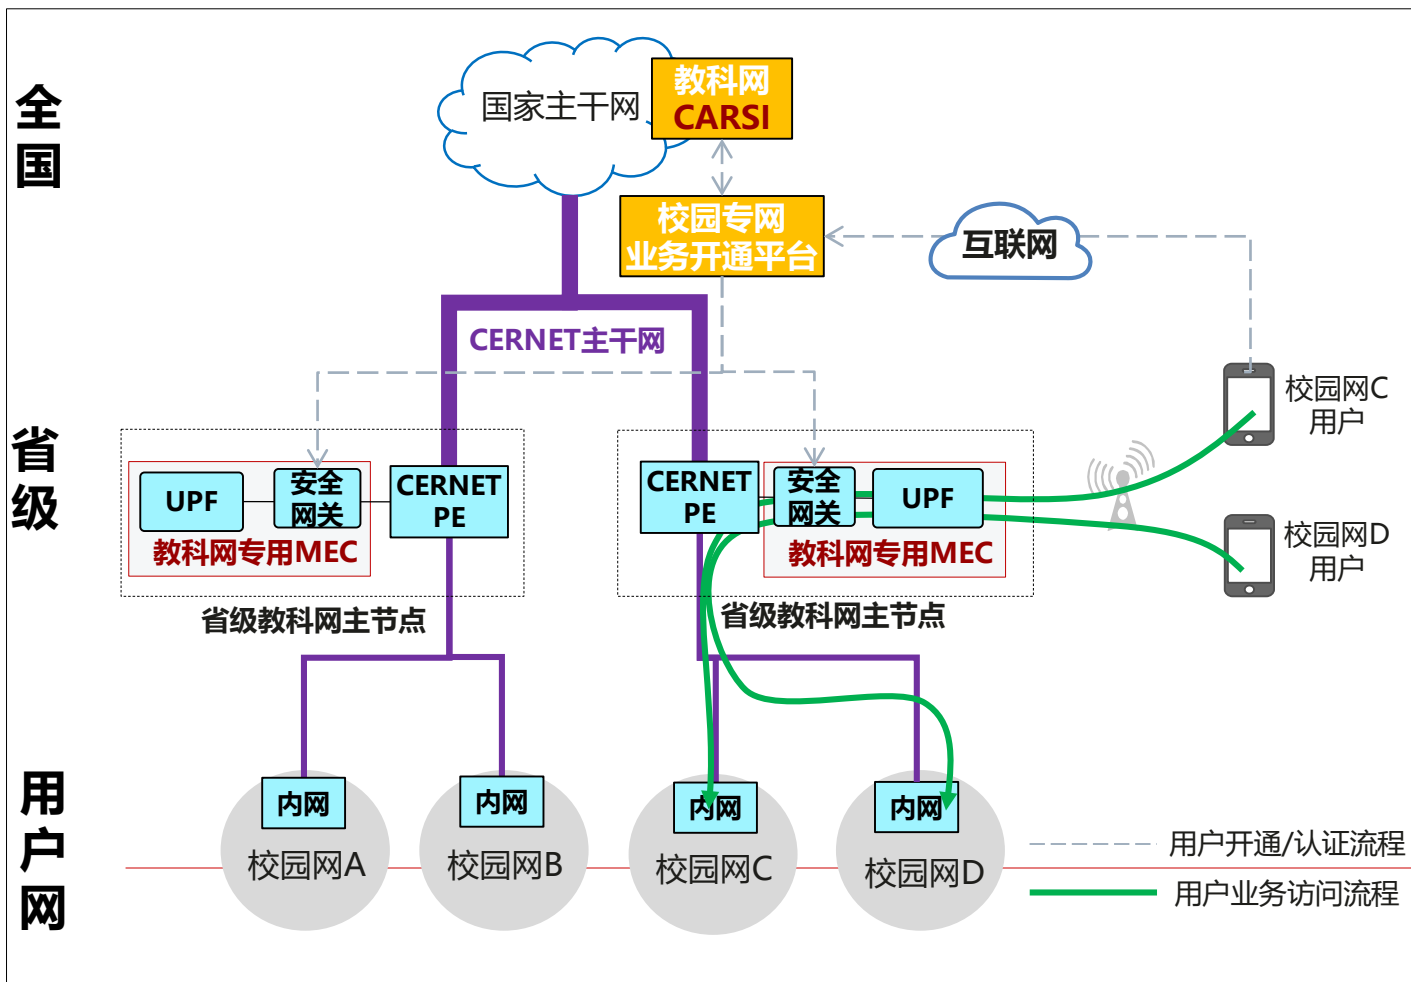 全
国
国家主干网
教科网
CARSI
校园专网
业务开通平台
互联网
CERNET主干网
省
级
UPF
安全
网关
CERNET
PE
教科网专用MEC
省级教科网主节点
CERNET
PE
安全
网关
UPF
教科网专用MEC
省级教科网主节点
校园网C
用户
校园网D
用户
用
户
网
内网
校园网A
内网
校园网B
内网
校园网C
内网
校园网D
用户开通/认证流程
用户业务访问流程